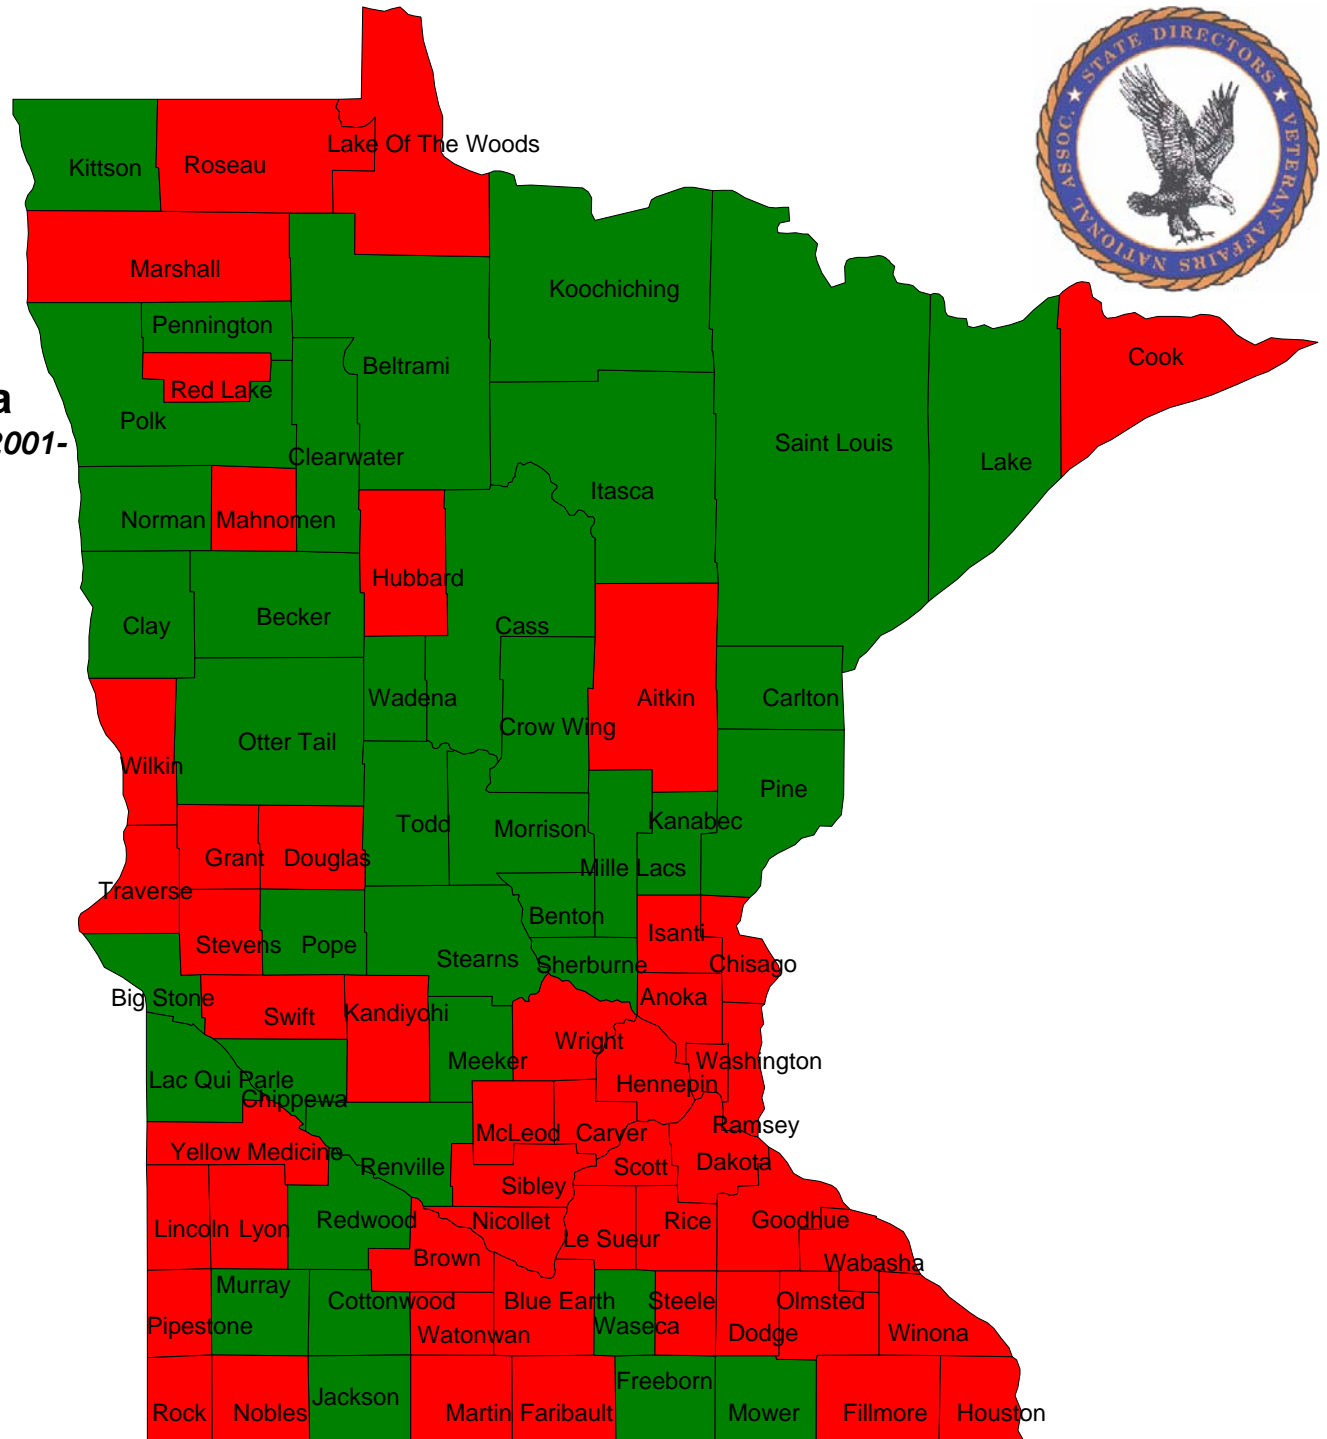 STATE DIRECTORS
VETERAN AFFAIRS NATIONAL ASSOC.
Lake Of The Woods
Kittson
Roseau
Marshall
Koochiching
Pennington
Cook
Beltrami
Red Lake
a
Polk
2001-
Saint Louis
Clearwater
Lake
Itasca
Norman
Mahnomen
Hubbard
Becker
Clay
Cass
Wadena
Aitkin
Carlton
Crow Wing
Otter Tail
Wilkin
Pine
Todd
Morrison
Kanabec
Grant
Douglas
Mille Lacs
Traverse
Benton
Isanti
Stevens
Pope
Stearns
Sherburne
Chisago
Big Stone
Anoka
Swift
Kandiyohi
Wright
Meeker
Washington
Lac Qui Parle
Hennepin
Chippewa
McLeod
Carver
Ramsey
Yellow Medicine
Renville
Scott
Dakota
Sibley
Redwood
Nicollet
Rice
Goodhue
Lincoln
Lyon
Le Sueur
Brown
Wabasha
Murray
Cottonwood
Blue Earth
Steele
Olmsted
Pipestone
Watonwan
Waseca
Dodge
Winona
Freeborn
Jackson
Rock
Nobles
Martin
Faribault
Mower
Fillmore
Houston